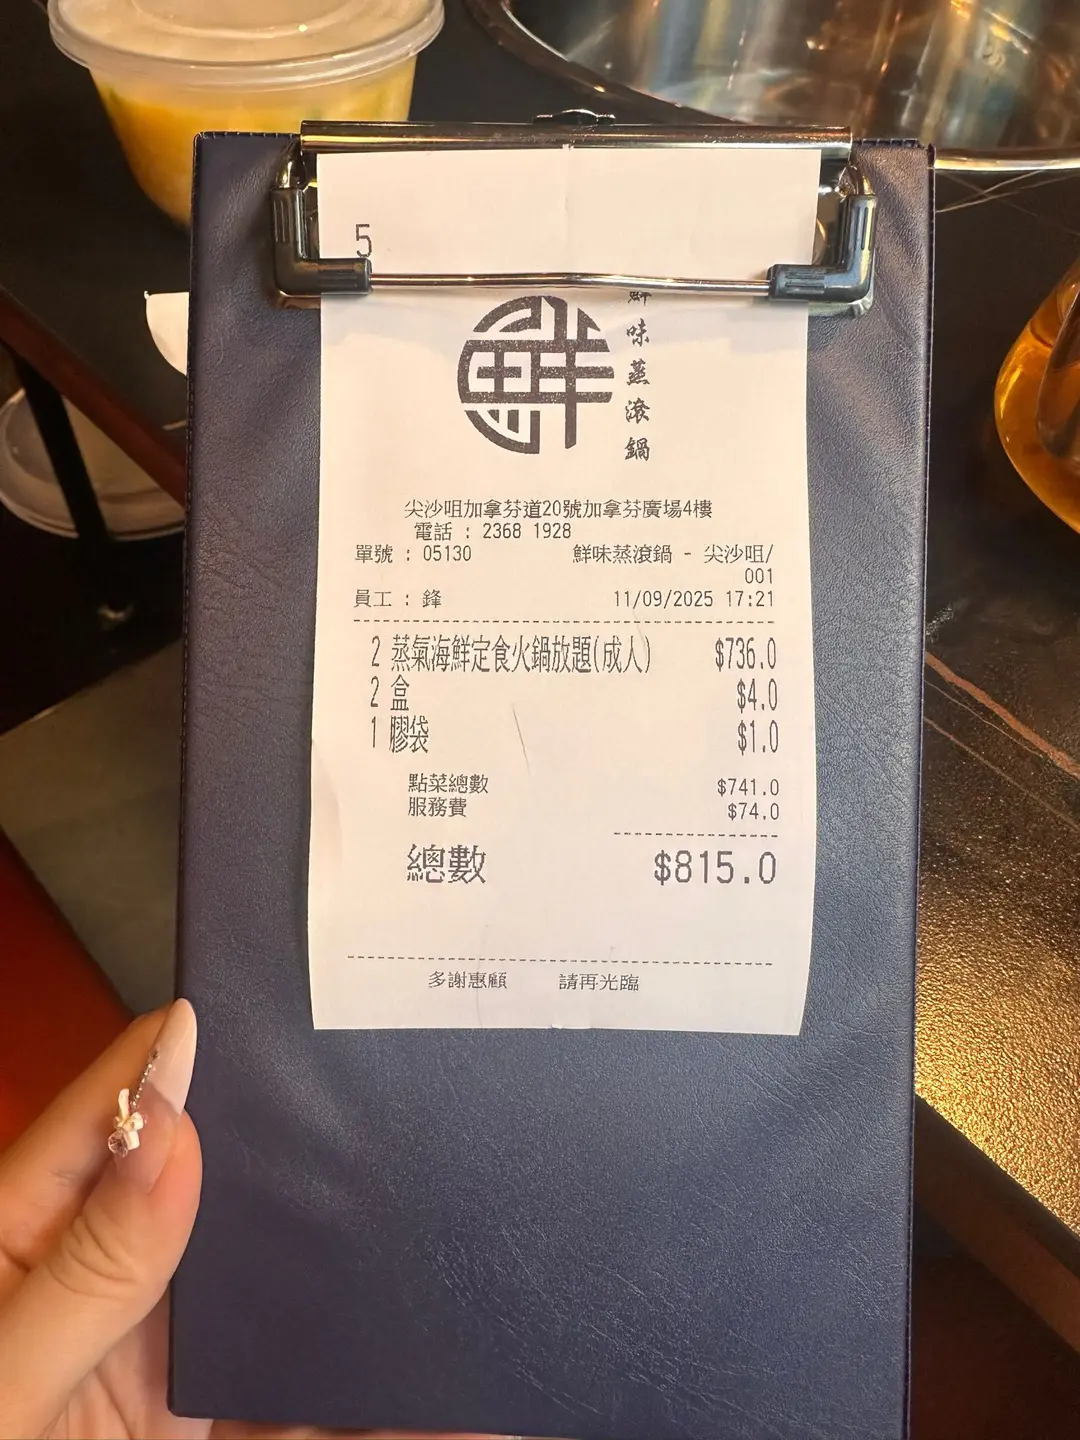 5
鮮
鮮味蒸滾鍋
尖沙咀加拿芬道20號加拿芬廣場4樓
電話 : 2368 1928
單號 : 05130 鮮味蒸滾鍋 - 尖沙咀/
001
員工 : 鋒 11/09/2025 17:21
2 蒸氣海鮮定食火鍋放題(成人) $736.0
2 盒 $4.0
1 膠袋 $1.0
點菜總數 $741.0
服務費 $74.0
總數 $815.0
多謝惠顧 請再光臨